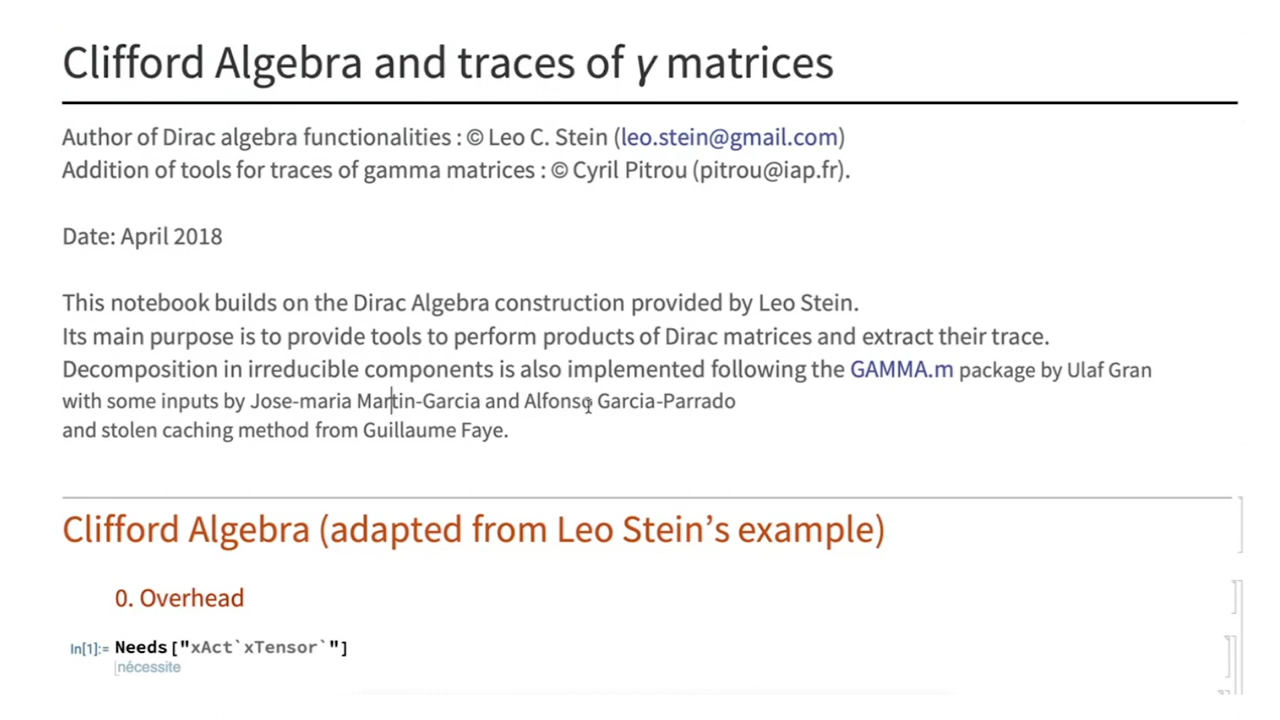 Clifford Algebra and traces of γ matrices
Author of Dirac algebra functionalities : © Leo C. Stein (leo.stein@gmail.com)
Addition of tools for traces of gamma matrices : © Cyril Pitrou (pitrou@iap.fr).
Date: April 2018
This notebook builds on the Dirac Algebra construction provided by Leo Stein.
Its main purpose is to provide tools to perform products of Dirac matrices and extract their trace.
Decomposition in irreducible components is also implemented following the GAMMA.m package by Ulaf Gran
with some inputs by Jose-maria Martin-Garcia and Alfonso Garcia-Parrado
and stolen caching method from Guillaume Faye.
Clifford Algebra (adapted from Leo Stein’s example)
0. Overhead
In[1]:= Needs["xAct`xTensor`"]
nécessite